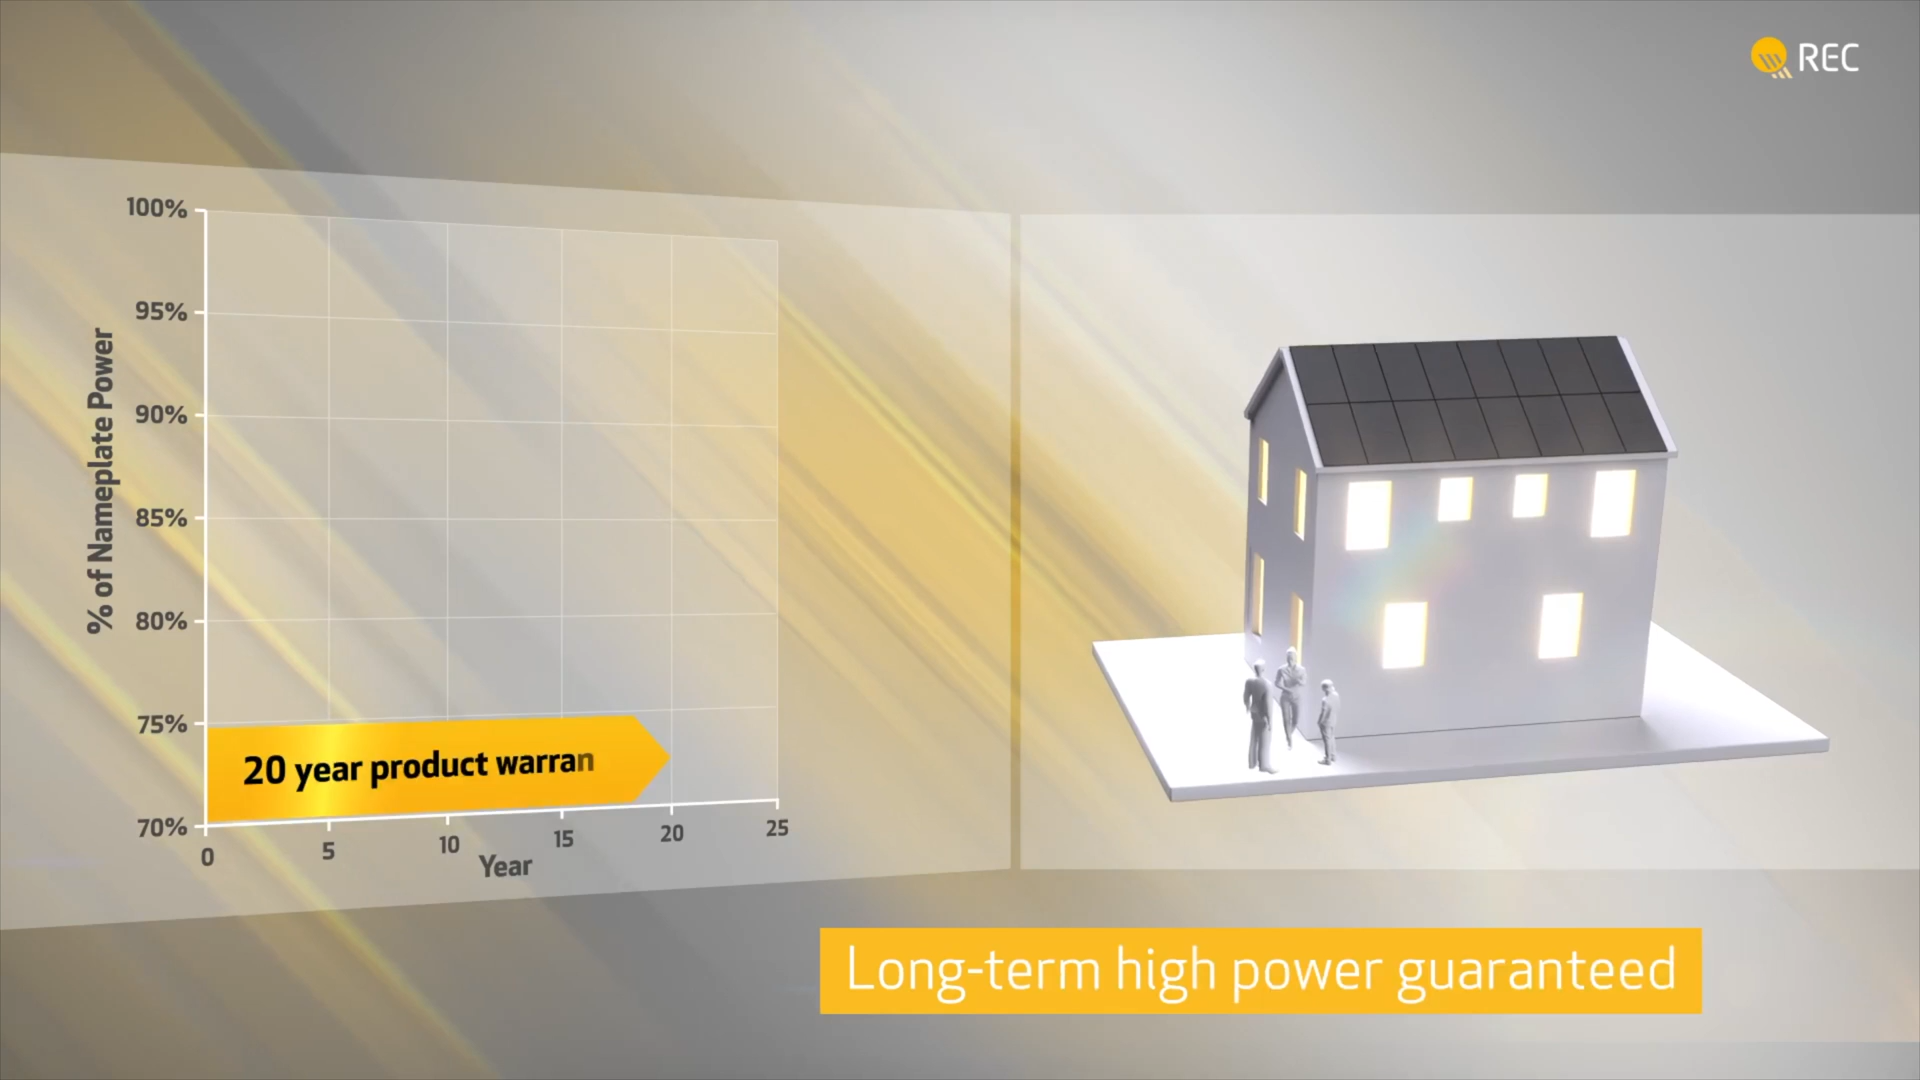 REC
100%
95%
90%
85%
80%
75%
70%
% of Nameplate Power
20 year product warran
0
5
10
15
20
25
Year
Long-term high power guaranteed